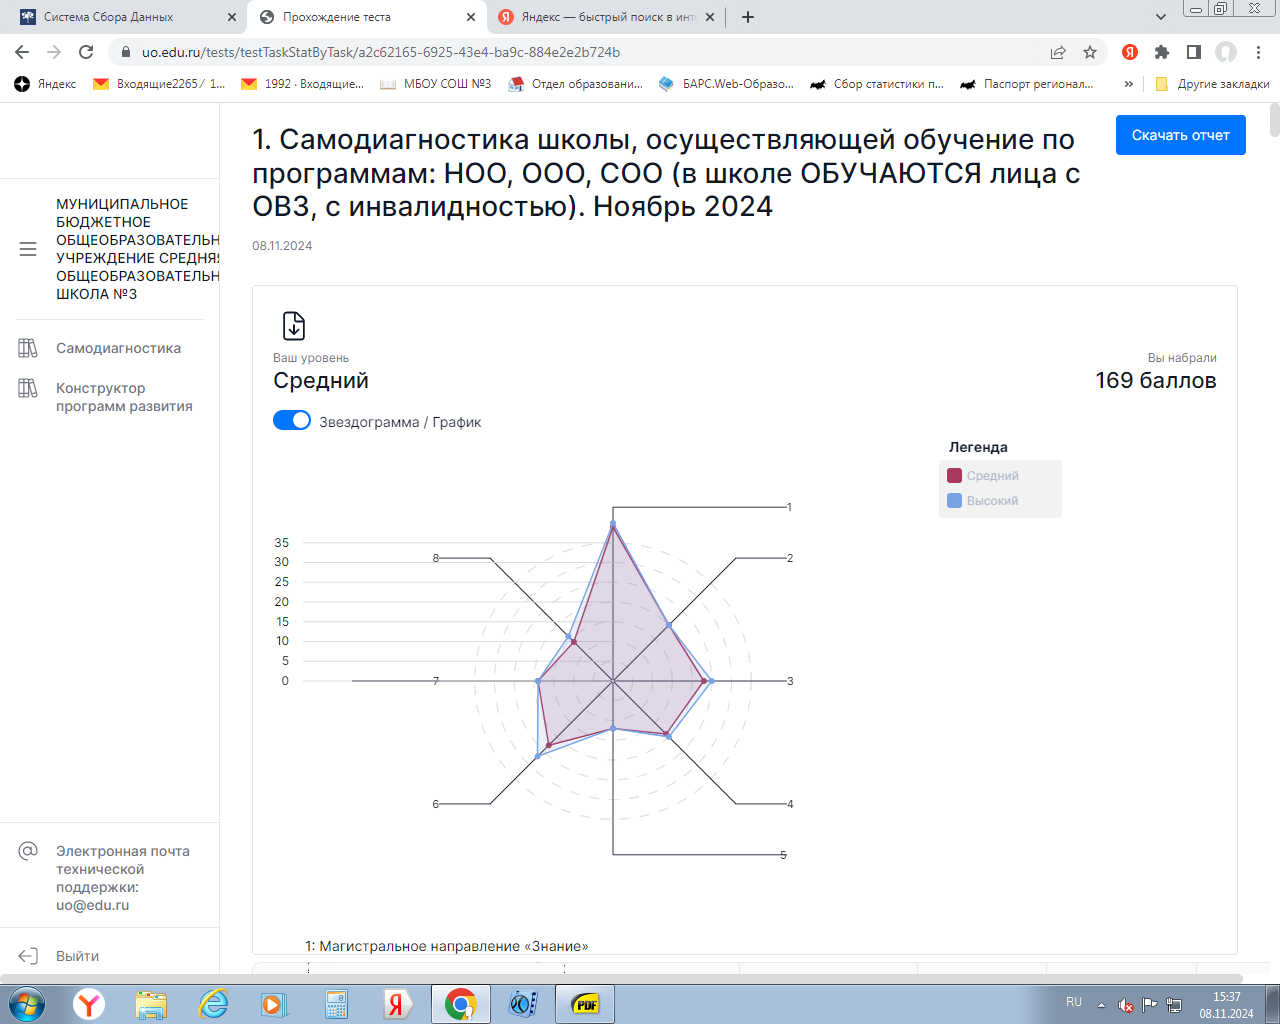 Система Сбора Данных
Прохождение теста
Яндекс — быстрый поиск в инт
uo.edu.ru/tests/testTaskStatByTask/a2c62165-6925-43e4-ba9c-884e2e2b724b
Яндекс
Входящие2265 / 1...
1992 · Входящие...
МБОУ СОШ №3
Отдел образовани...
БАРС.Web-Образо...
Сбор статистики п...
Паспорт регионал...
»
Другие закладки
МУНИЦИПАЛЬНОЕ
БЮДЖЕТНОЕ
ОБЩЕОБРАЗОВАТЕЛЬН
УЧРЕЖДЕНИЕ СРЕДНЯЯ
ОБЩЕОБРАЗОВАТЕЛЬН
ШКОЛА №3
Самодиагностика
Конструктор
программ развития
Электронная почта
технической
поддержки:
uo@edu.ru
Выйти
1. Самодиагностика школы, осуществляющей обучение по
программам: НОО, ООО, СОО (в школе ОБУЧАЮТСЯ лица с
ОВЗ, с инвалидностью). Ноябрь 2024
Скачать отчет
08.11.2024
Ваш уровень
Средний
Вы набрали
169 баллов
Звездограмма / График
Легенда
Средний
Высокий
35
30
25
20
15
10
5
0
1
2
3
4
5
6
7
8
1: Магистральное направление «Знание»
PDF
RU
15:37
08.11.2024